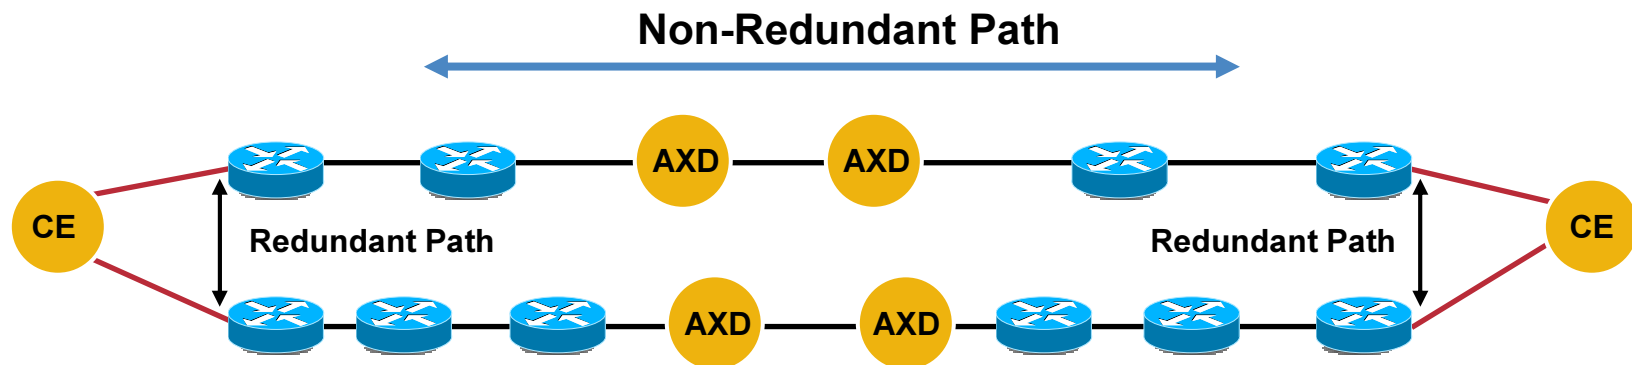 Non-Redundant Path
AXD
AXD
CE
Redundant Path
Redundant Path
CE
AXD
AXD